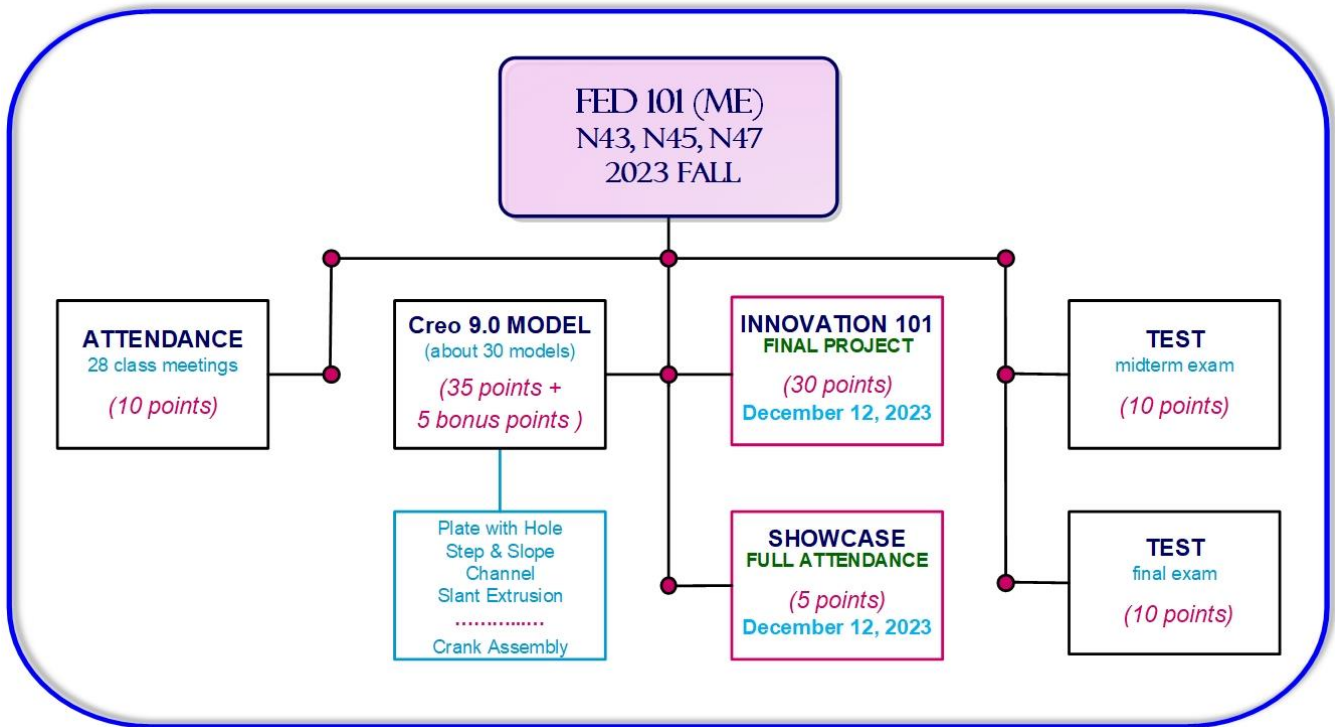 FED 101 (ME)
N43, N45, N47
2023 FALL
ATTENDANCE
28 class meetings
(10 points)
Creo 9.0 MODEL
(about 30 models)
(35 points +
5 bonus points )
Plate with Hole
Step & Slope
Channel
Slant Extrusion
..............
Crank Assembly
INNOVATION 101
FINAL PROJECT
(30 points)
December 12, 2023
SHOWCASE
FULL ATTENDANCE
(5 points)
December 12, 2023
TEST
midterm exam
(10 points)
TEST
final exam
(10 points)